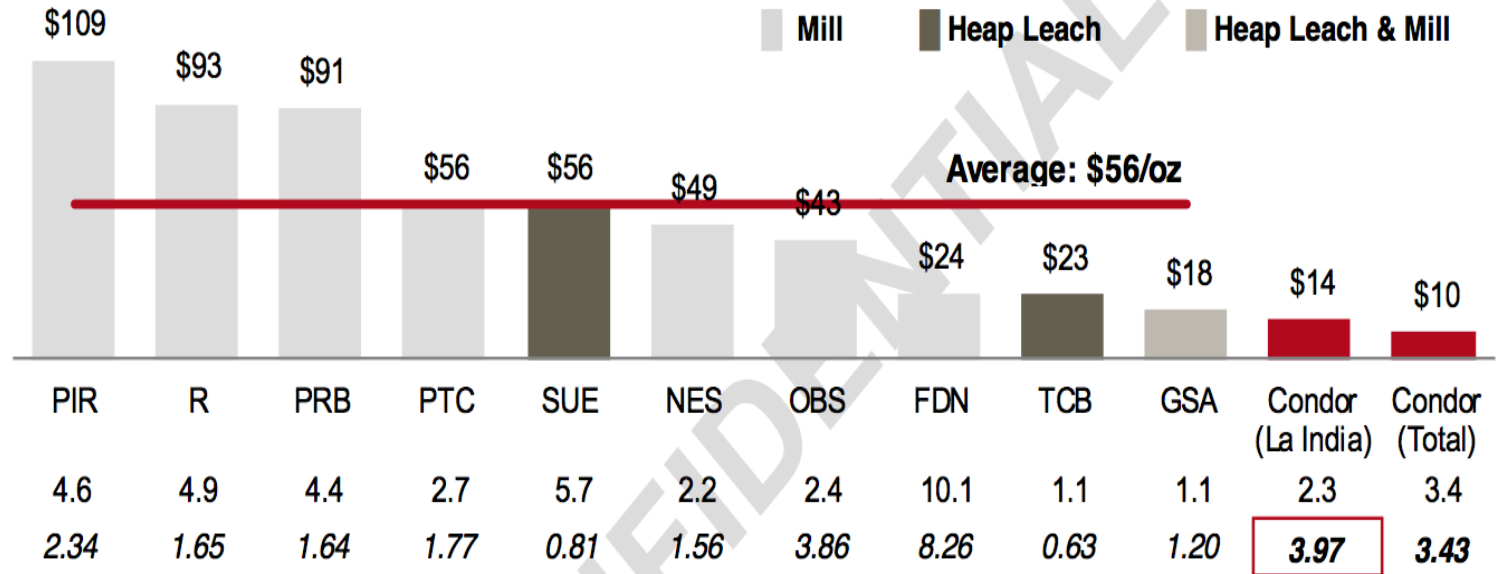 $109
Mill
Heap Leach
Heap Leach & Mill
$93
$91
$56
$56
Average: $56/oz
$49
$43
$24
$23
$18
$14
$10
PIR R PRB PTC SUE NES OBS FDN TCB GSA Condor Condor
(La India) (Total)
4.6 4.9 4.4 2.7 5.7 2.2 2.4 10.1 1.1 1.1 2.3 3.4
2.34 1.65 1.64 1.77 0.81 1.56 3.86 8.26 0.63 1.20 3.97 3.43
FIDENTIAL